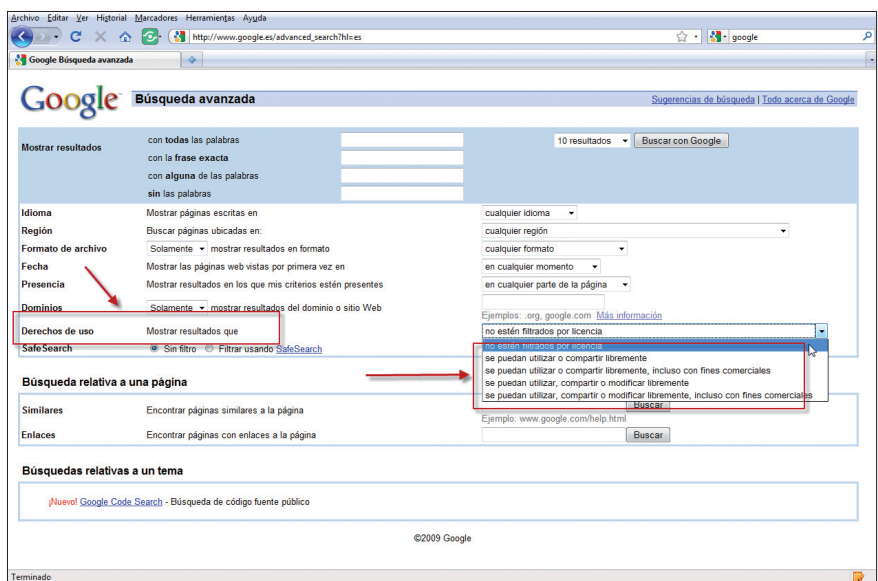 Archivo Editar Ver Historial Marcadores Herramientas Ayuda
http://www.google.es/advanced_search?hl=es
google
Google Búsqueda avanzada
Google Búsqueda avanzada
Sugerencias de búsqueda | Todo acerca de Google
Mostrar resultados
con todas las palabras
10 resultados
Buscar con Google
con la frase exacta
con alguna de las palabras
sin las palabras
Idioma Mostrar páginas escritas en cualquier idioma
Región Buscar páginas ubicadas en: cualquier región
Formato de archivo Solamente mostrar resultados en formato cualquier formato
Fecha Mostrar las páginas web vistas por primera vez en en cualquier momento
Presencia Mostrar resultados en los que mis criterios estén presentes en cualquier parte de la página
Dominios Solamente mostrar resultados del dominio o sitio Web
Ejemplos: .org, google.com Más información
Derechos de uso Mostrar resultados que no estén filtrados por licencia
no estén filtrados por licencia
SafeSearch Sin filtro Filtrar usando SafeSearch
se puedan utilizar o compartir libremente
se puedan utilizar o compartir libremente, incluso con fines comerciales
se puedan utilizar, compartir o modificar libremente
se puedan utilizar, compartir o modificar libremente, incluso con fines comerciales
Búsqueda relativa a una página
Similares Encontrar páginas similares a la página Buscar
Ejemplo: www.google.com/help.html
Enlaces Encontrar páginas con enlaces a la página Buscar
Búsquedas relativas a un tema
¡Nuevo! Google Code Search - Búsqueda de código fuente público
©2009 Google
Terminado